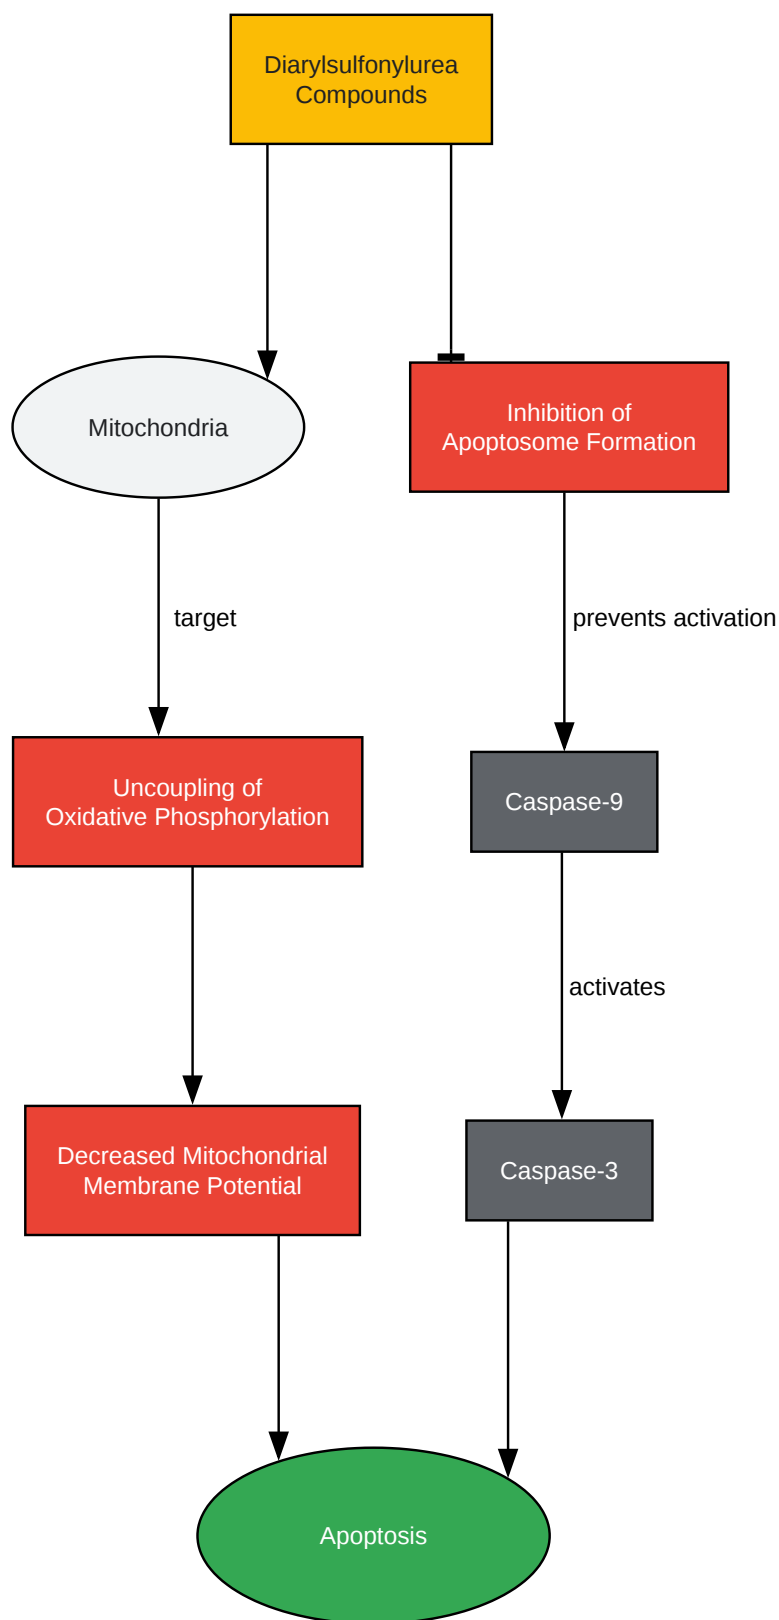 Diarylsulfonylurea
Compounds
Mitochondria
Inhibition of
Apoptosome Formation
target
prevents activation
Uncoupling of
Oxidative Phosphorylation
Caspase-9
activates
Decreased Mitochondrial
Membrane Potential
Caspase-3
Apoptosis